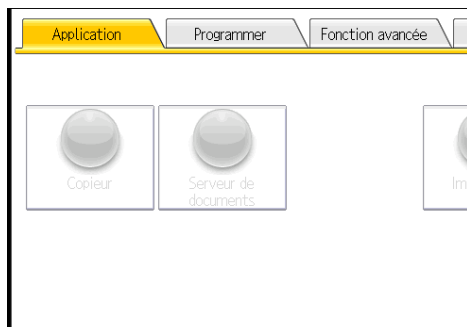 Application
Programmer
Fonction avancée
Copieur
Serveur de
documents